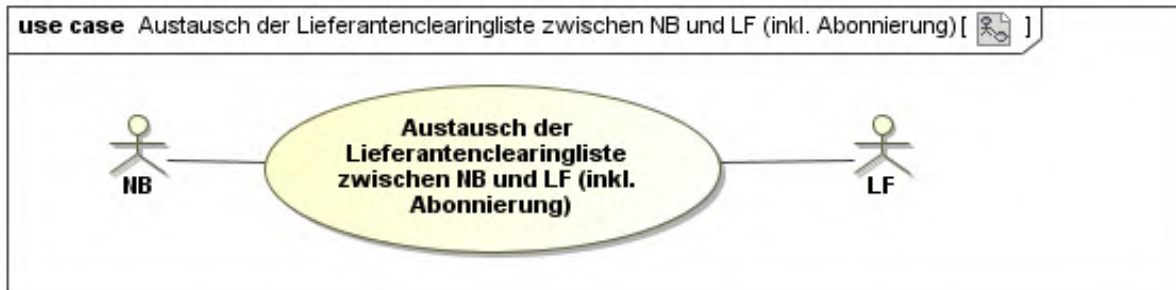 use case Austausch der Lieferantenclearingliste zwischen NB und LF (inkl. Abonnierung)[ ]
Austausch der
Lieferantenclearingliste
zwischen NB und LF (inkl.
Abonnierung)
NB
LF